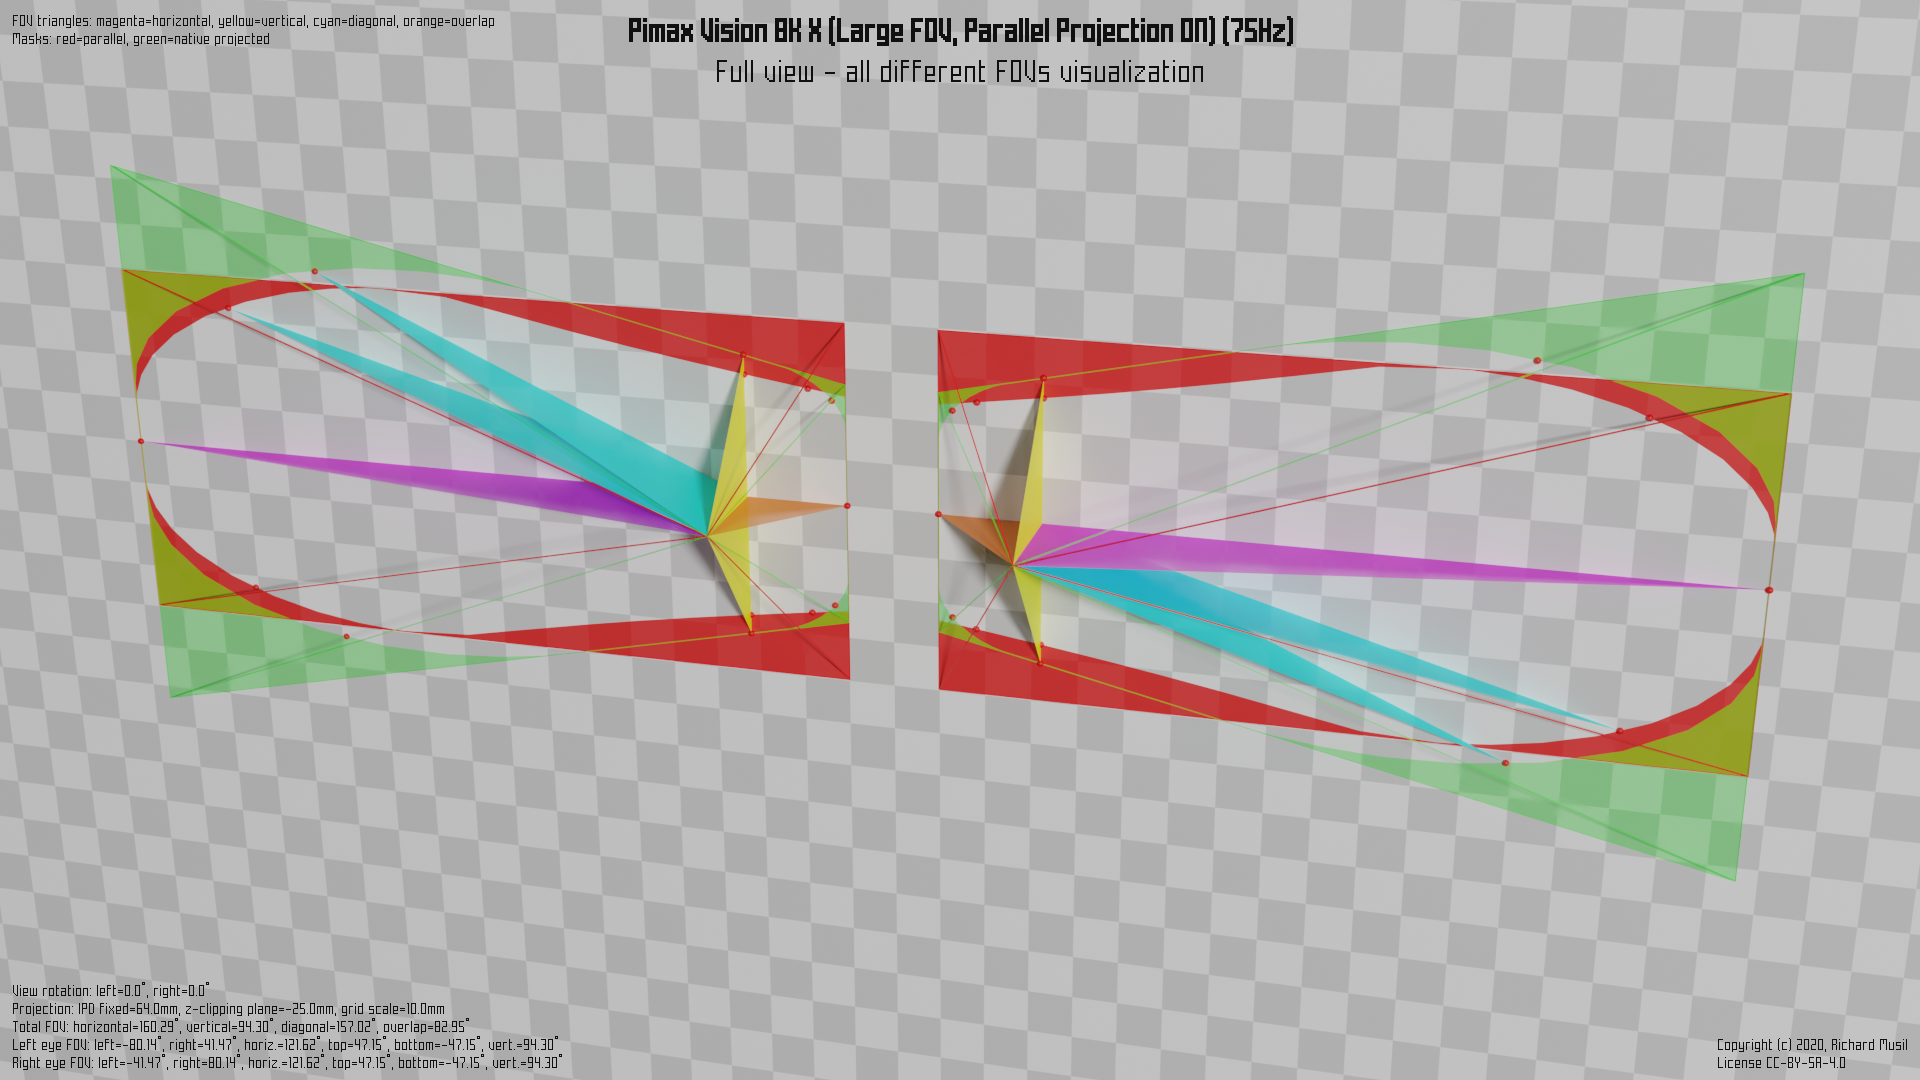 FOV triangles: magenta=horizontal, yellow=vertical, cyan=diagonal, orange=overlap
Masks: red=parallel, green=native projected
Pimax Vision 8K X (Large FOV, Parallel Projection ON) (75Hz)
Full view - all different FOVs visualization
View rotation: left=0.0°, right=0.0°
Projection: IPD fixed=64.0mm, z-clipping plane=-25.0mm, grid scale=10.0mm
Total FOV: horizontal=160.29°, vertical=94.30°, diagonal=157.02°, overlap=82.95°
Left eye FOV: left=-80.14°, right=41.47°, horiz.=121.62°, top=47.15°, bottom=-47.15°, vert.=94.30°
Right eye FOV: left=-41.47°, right=80.14°, horiz.=121.62°, top=47.15°, bottom=-47.15°, vert.=94.30°
Copyright (c) 2020, Richard Musil
License CC-BY-SA-4.0